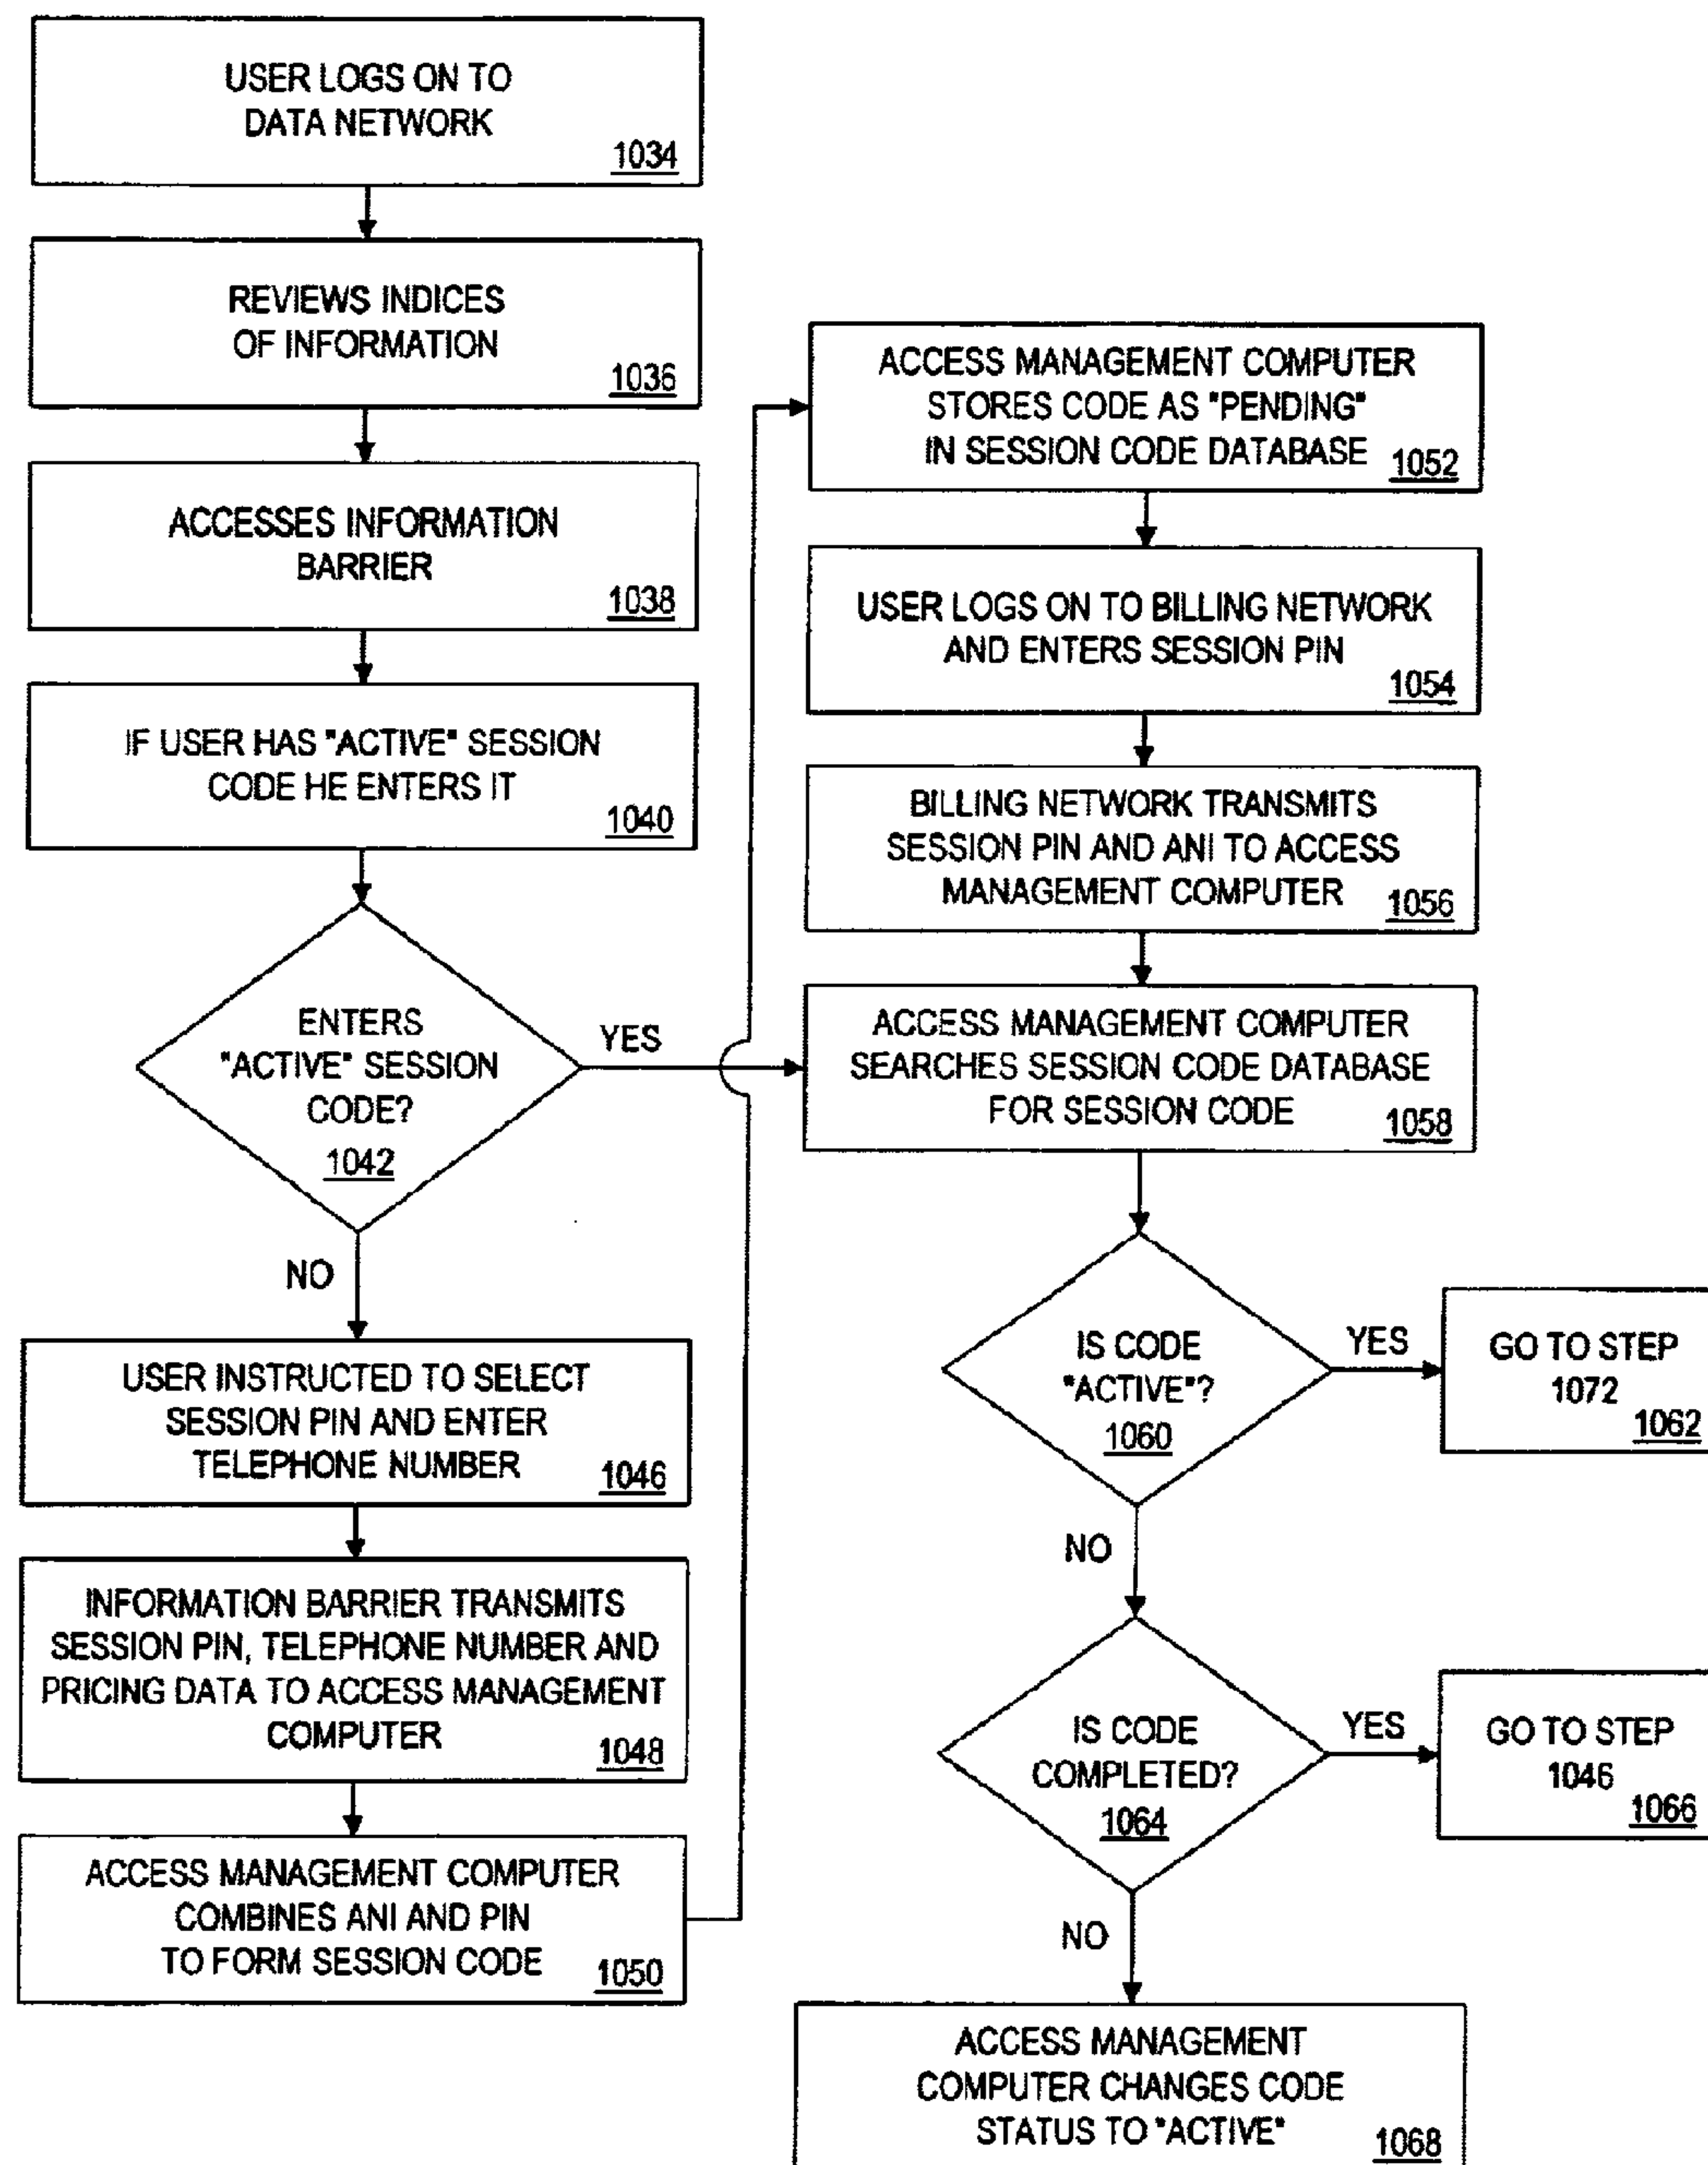 USER LOGS ON TO
DATA NETWORK
1034
REVIEWS INDICES
OF INFORMATION
1036
ACCESSES INFORMATION
BARRIER
1038
IF USER HAS "ACTIVE" SESSION
CODE HE ENTERS IT
1040
ENTERS
"ACTIVE" SESSION
CODE?
1042
YES
NO
USER INSTRUCTED TO SELECT
SESSION PIN AND ENTER
TELEPHONE NUMBER
1046
INFORMATION BARRIER TRANSMITS
SESSION PIN, TELEPHONE NUMBER AND
PRICING DATA TO ACCESS MANAGEMENT
COMPUTER
1048
ACCESS MANAGEMENT COMPUTER
COMBINES ANI AND PIN
TO FORM SESSION CODE
1050
ACCESS MANAGEMENT COMPUTER
STORES CODE AS "PENDING"
IN SESSION CODE DATABASE
1052
USER LOGS ON TO BILLING NETWORK
AND ENTERS SESSION PIN
1054
BILLING NETWORK TRANSMITS
SESSION PIN AND ANI TO ACCESS
MANAGEMENT COMPUTER
1056
ACCESS MANAGEMENT COMPUTER
SEARCHES SESSION CODE DATABASE
FOR SESSION CODE
1058
IS CODE
"ACTIVE"?
1060
YES
GO TO STEP
1072
1062
NO
IS CODE
COMPLETED?
1064
YES
GO TO STEP
1046
1066
NO
ACCESS MANAGEMENT
COMPUTER CHANGES CODE
STATUS TO "ACTIVE"
1068